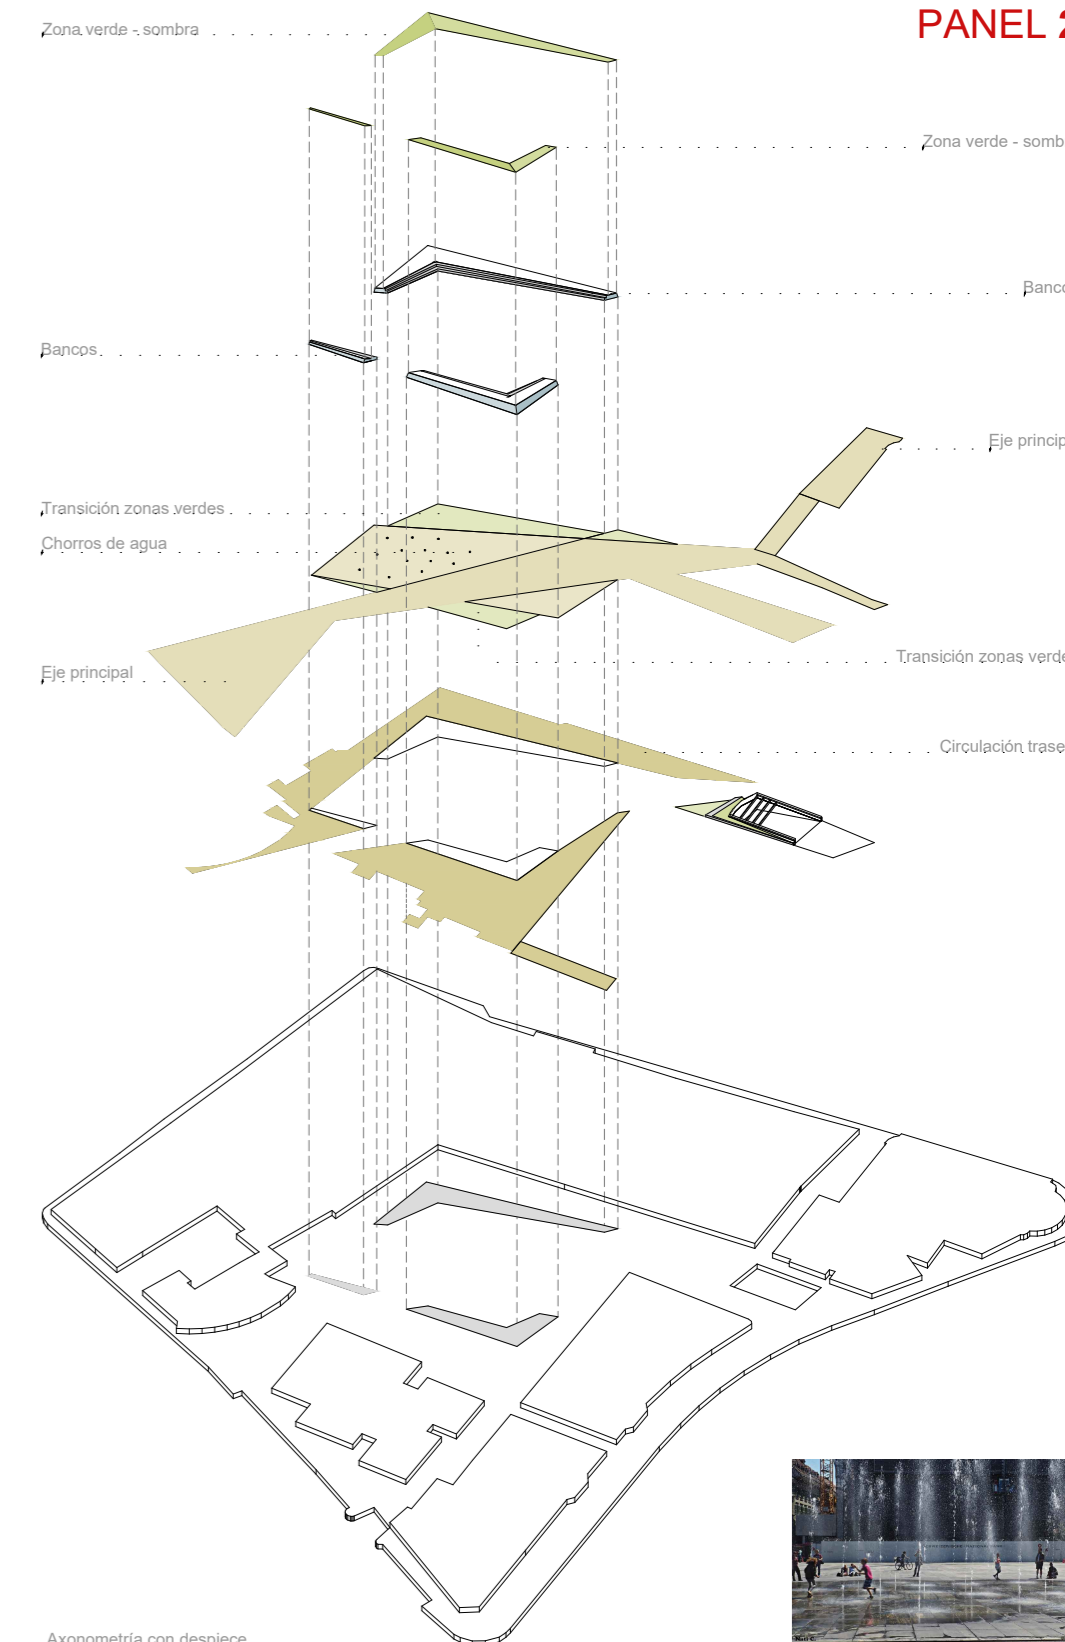 PANEL 2
Zona verde - sombra
Zona verde - somb
Banco
Bancos
Eje princip
Transición zonas verdes
Chorros de agua
Transición zonas verde
Eje principal
Circulación trase
Axonometría con despiece